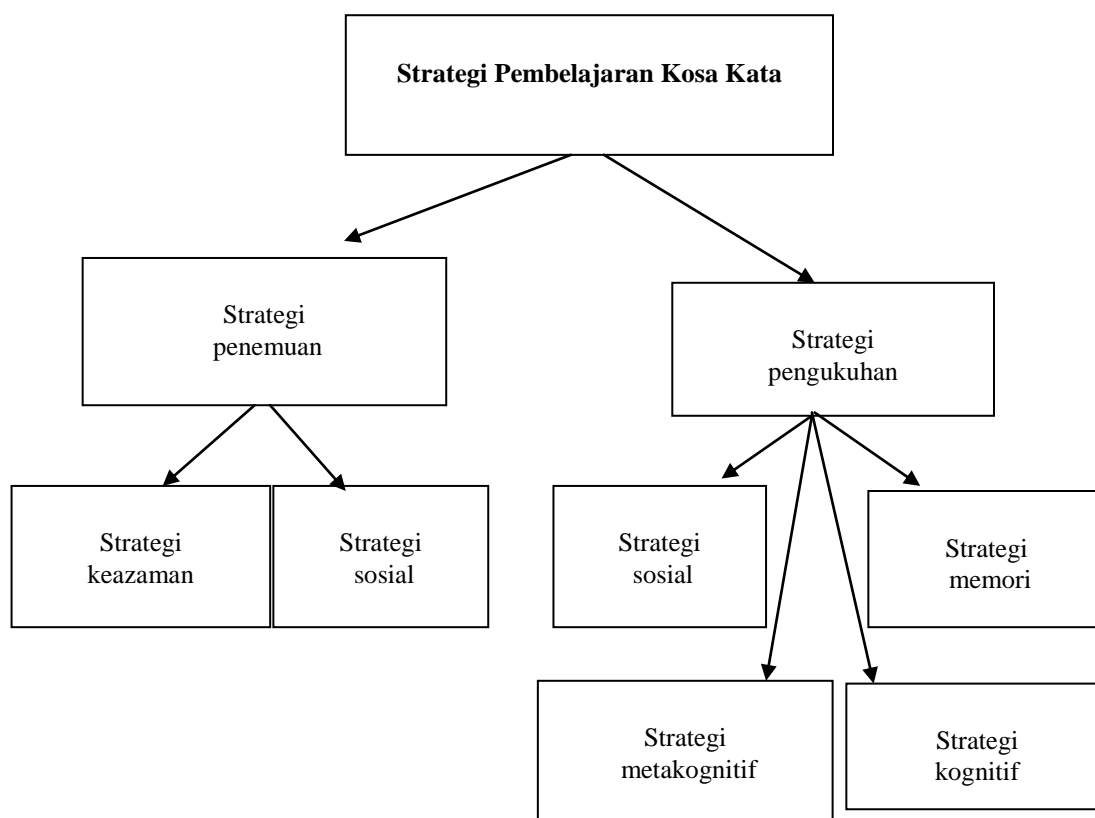 Strategi Pembelajaran Kosa Kata
Strategi
penemuan
Strategi
pengukuhan
Strategi
keazaman
Strategi
sosial
Strategi
sosial
Strategi
memori
Strategi
metakognitif
Strategi
kognitif